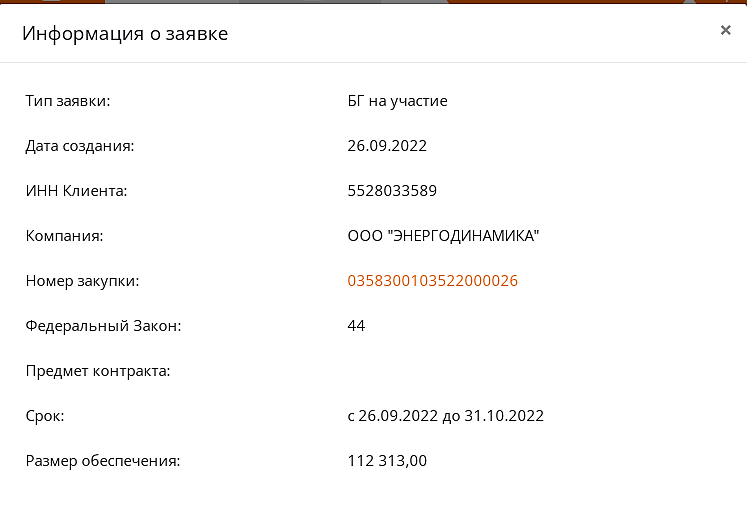 Информация о заявке
×
Тип заявки: БГ на участие
Дата создания: 26.09.2022
ИНН Клиента: 5528033589
Компания: ООО "ЭНЕРГОДИНАМИКА"
Номер закупки: 0358300103522000026
Федеральный Закон: 44
Предмет контракта:
Срок: с 26.09.2022 до 31.10.2022
Размер обеспечения: 112 313,00